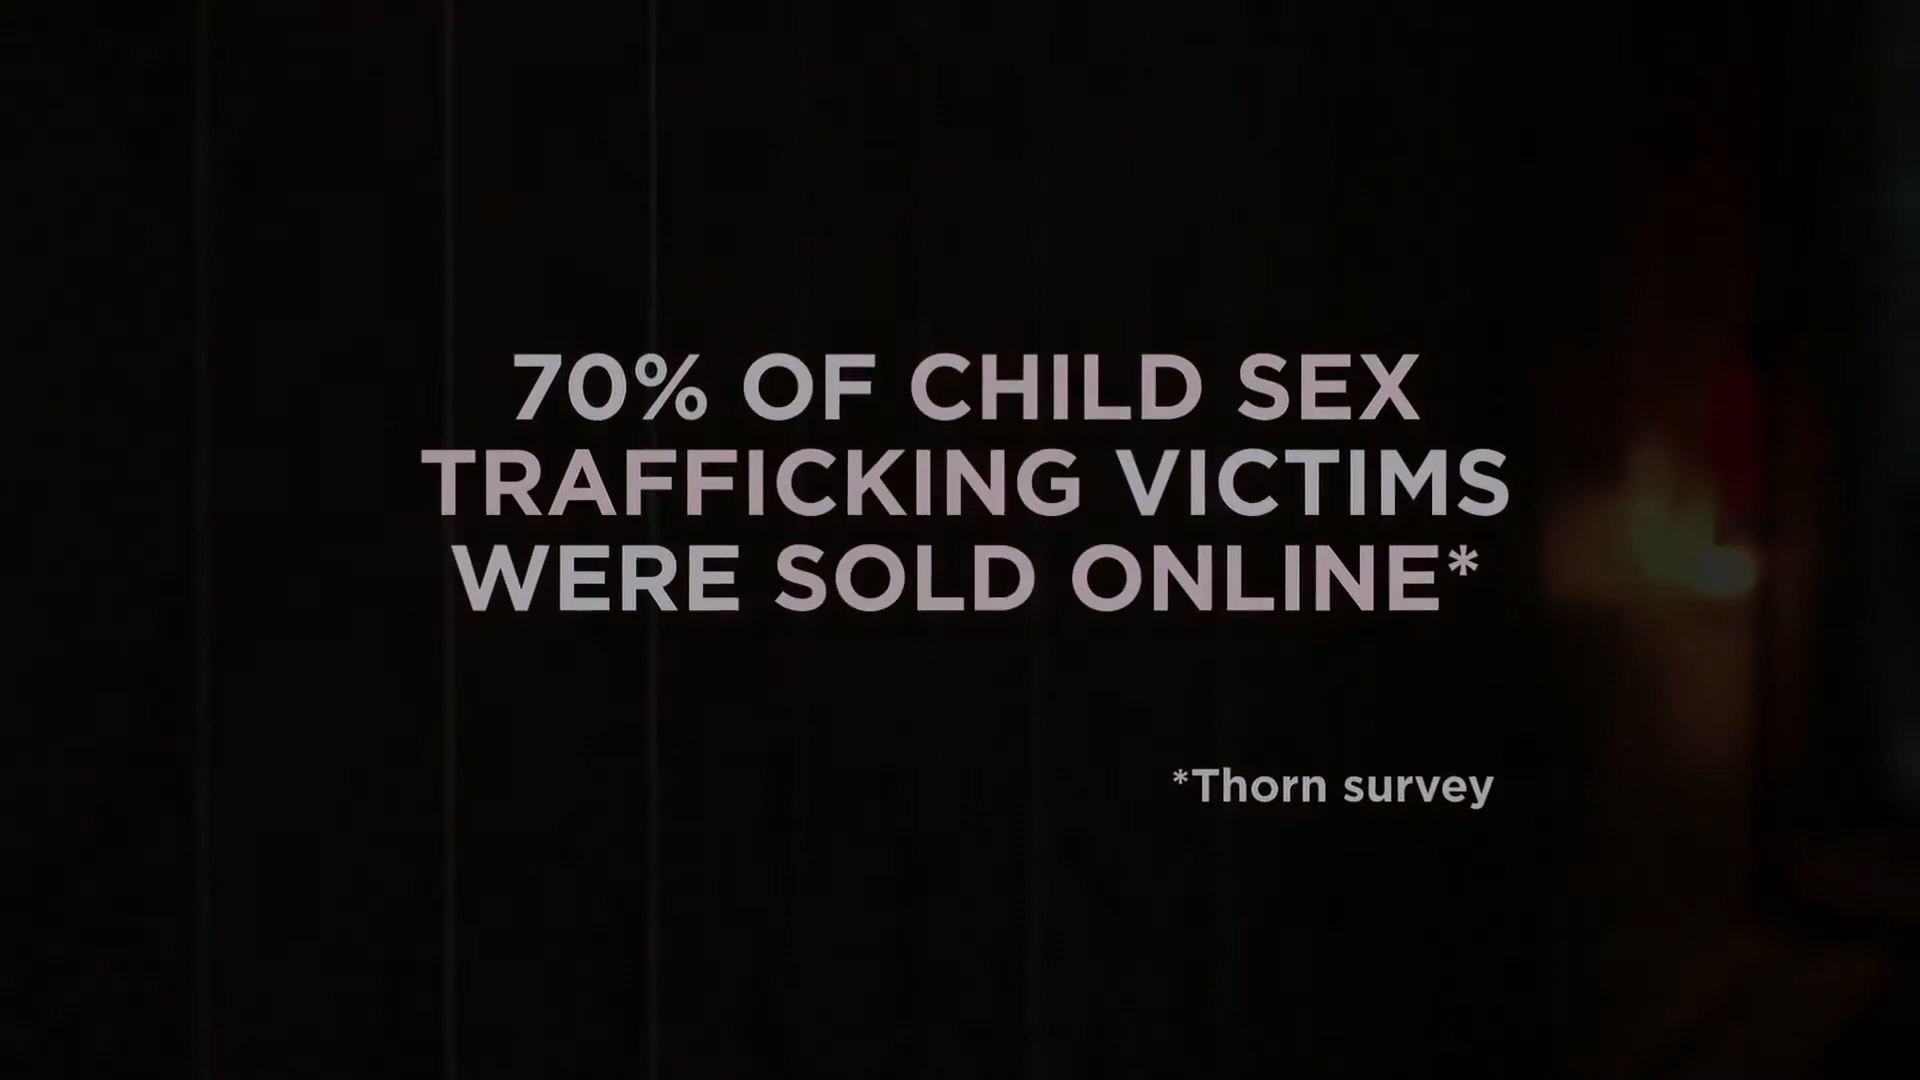 70% OF CHILD SEX
TRAFFICKING VICTIMS
WERE SOLD ONLINE*
*Thorn survey